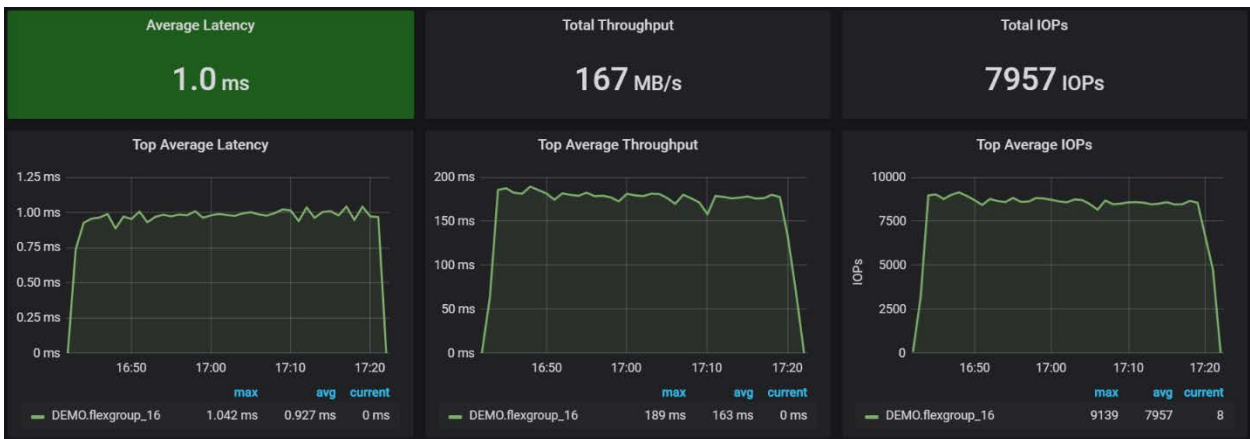 Average Latency
1.0 ms
Total Throughput
167 MB/s
Total IOPs
7957 IOPs
Top Average Latency
1.25 ms
1.00 ms
0.75 ms
0.50 ms
0.25 ms
0 ms
16:50 17:00 17:10 17:20
max avg current
DEMO.flexgroup_16 1.042 ms 0.927 ms 0 ms
Top Average Throughput
200 ms
150 ms
100 ms
50 ms
0 ms
16:50 17:00 17:10 17:20
max avg current
DEMO.flexgroup_16 189 ms 163 ms 0 ms
Top Average IOPs
IOPs
10000
7500
5000
2500
0
16:50 17:00 17:10 17:20
max avg current
DEMO.flexgroup_16 9139 7957 8